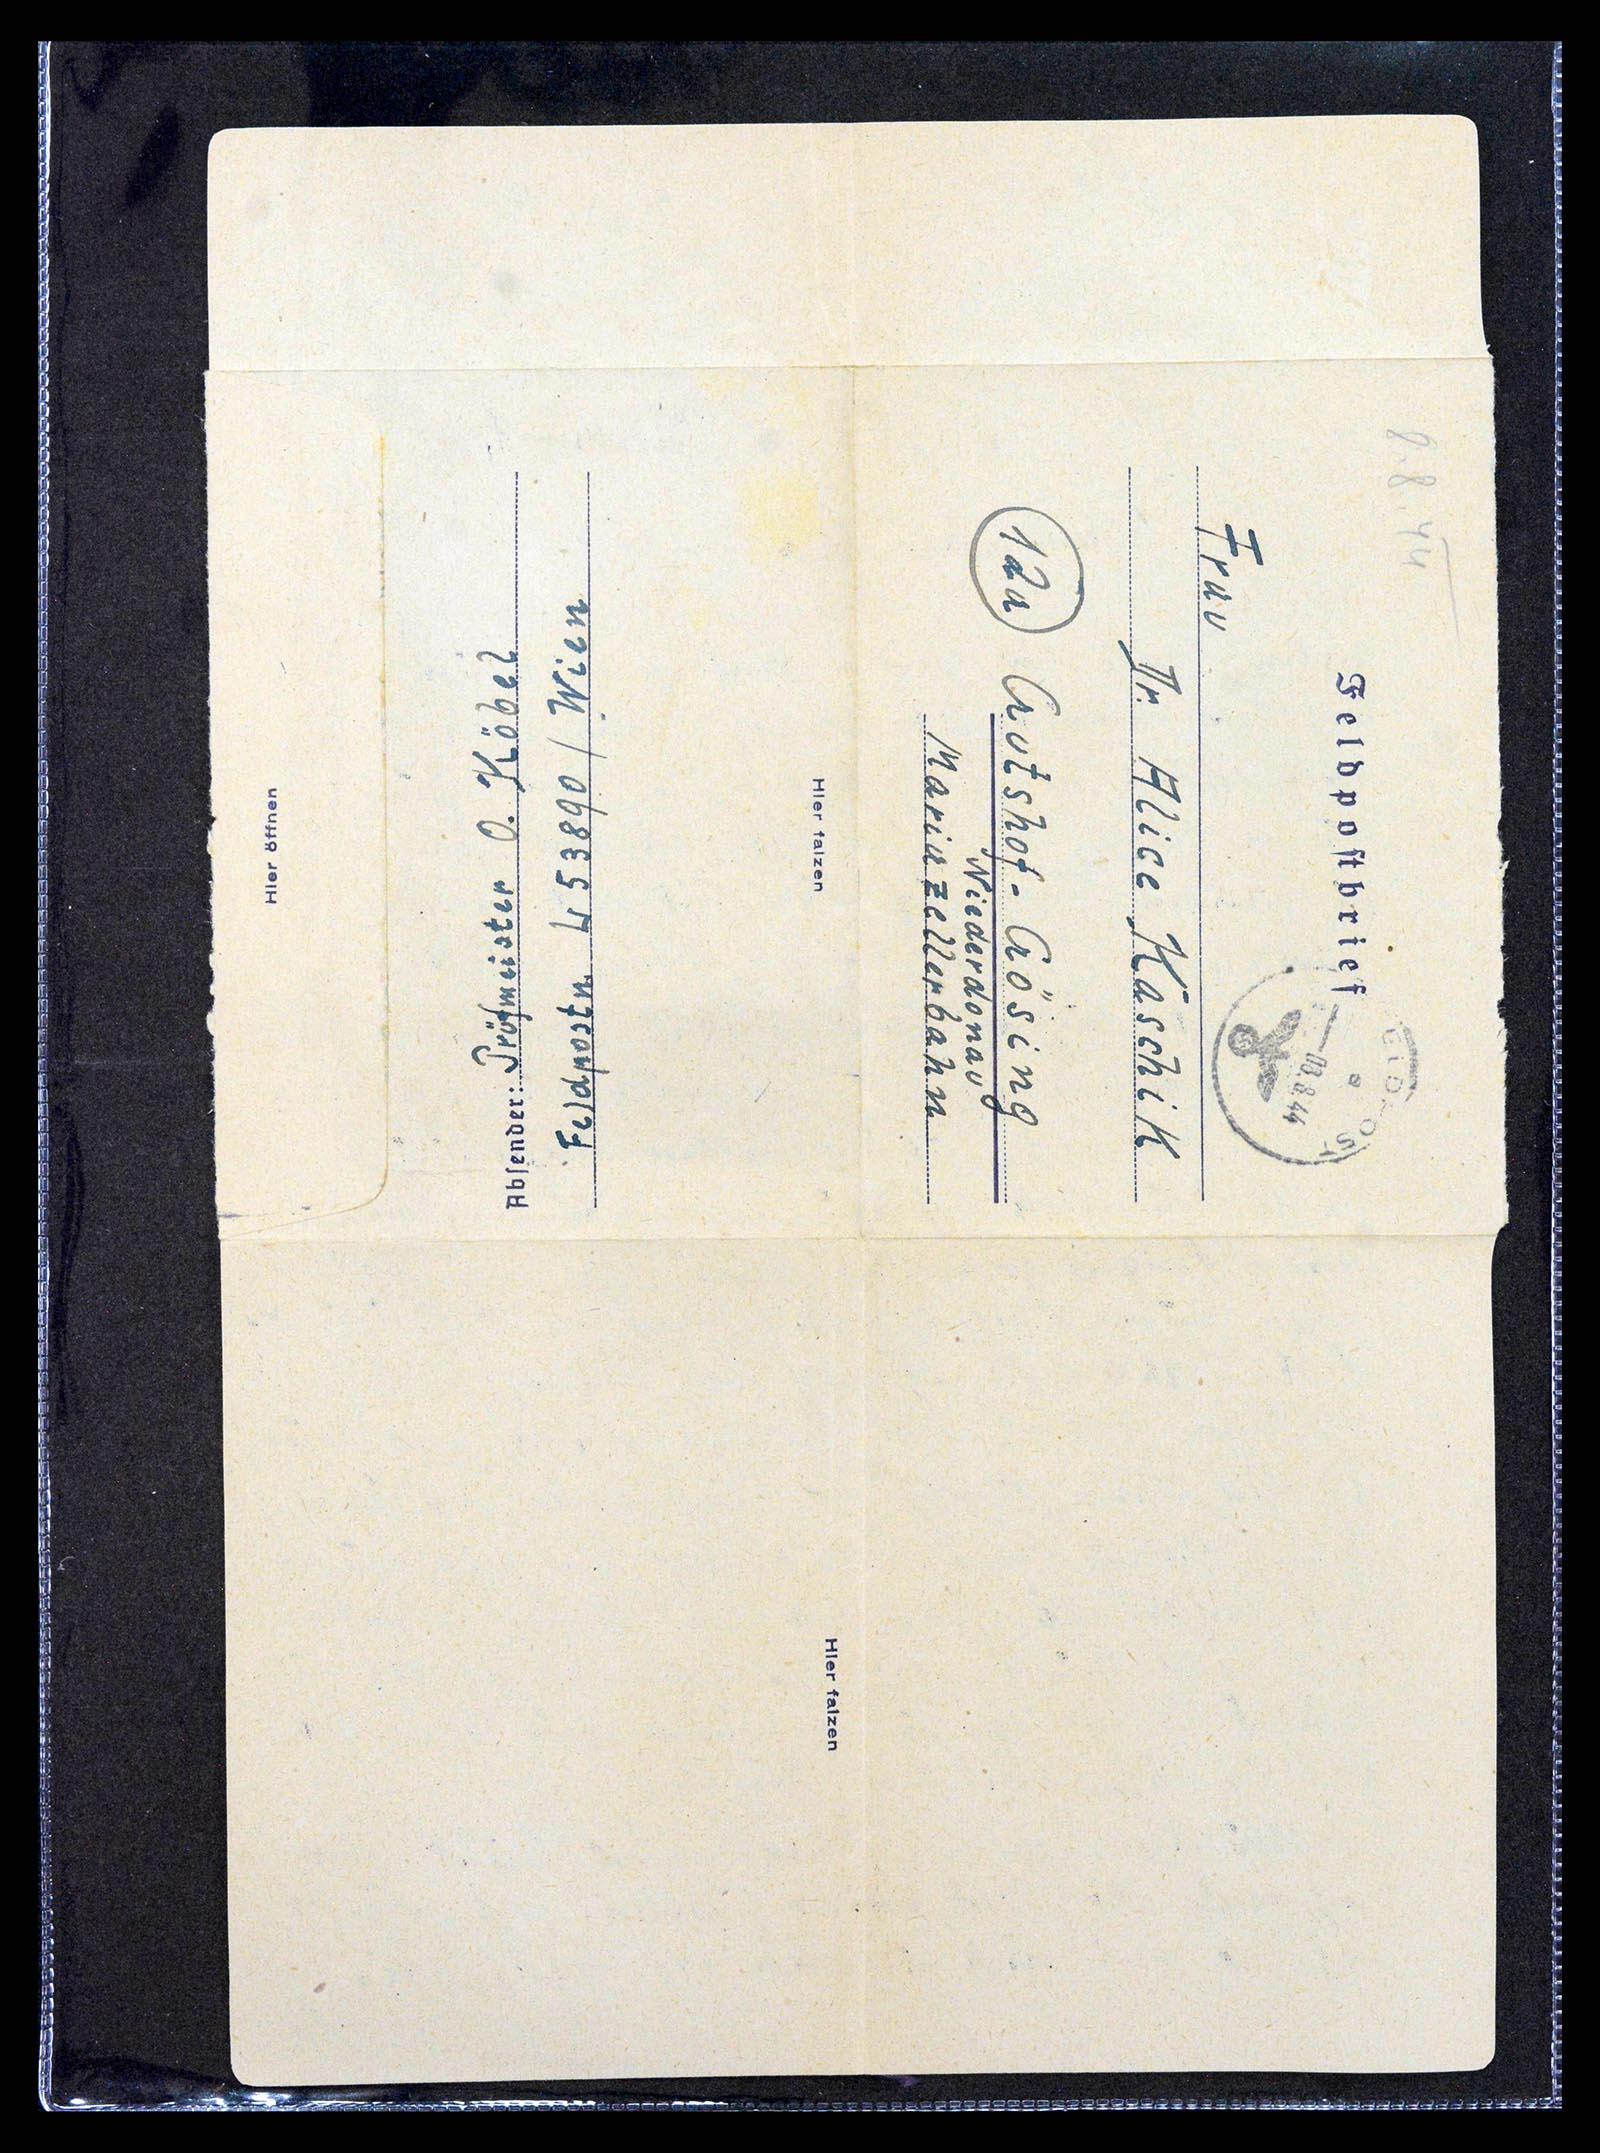 8.8.44
Feldpostbrief
FELDPOST
a
08.8.44
Frau
Dr. Alice Kaschik
12a
Gutshof-Gösing
Niederdonau
Mariazellerbahn
Hier falzen
Absender: Prüfmeister O. Köbel
Feldpostn L 53890 / Wien
Hier öffnen
Hier falzen